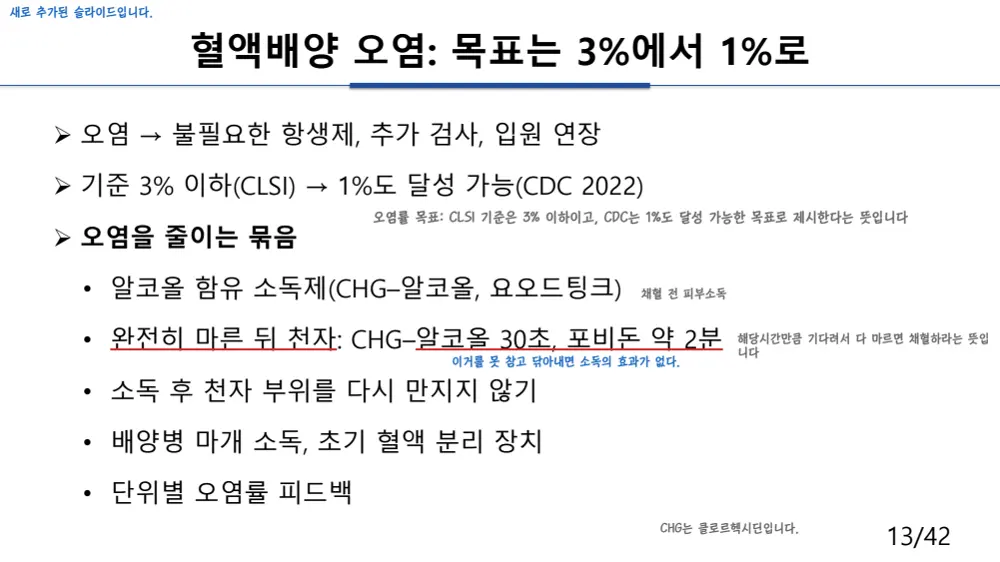 새로 추가된 슬라이드입니다.
혈액배양 오염: 목표는 3%에서 1%로
➢ 오염 → 불필요한 항생제, 추가 검사, 입원 연장
➢ 기준 3% 이하(CLSI) → 1%도 달성 가능(CDC 2022)
오염률 목표: CLSI 기준은 3% 이하이고, CDC는 1%도 달성 가능한 목표로 제시한다는 뜻입니다
➢ 오염을 줄이는 묶음
• 알코올 함유 소독제(CHG–알코올, 요오드팅크)
채혈 전 피부소독
• 완전히 마른 뒤 천자: CHG–알코올 30초, 포비돈 약 2분
해당시간만큼 기다려서 다 마르면 채혈하라는 뜻입
니다
이거를 못 참고 닦아내면 소독의 효과가 없다.
• 소독 후 천자 부위를 다시 만지지 않기
• 배양병 마개 소독, 초기 혈액 분리 장치
• 단위별 오염률 피드백
CHG는 클로르헥시딘입니다.
13/42